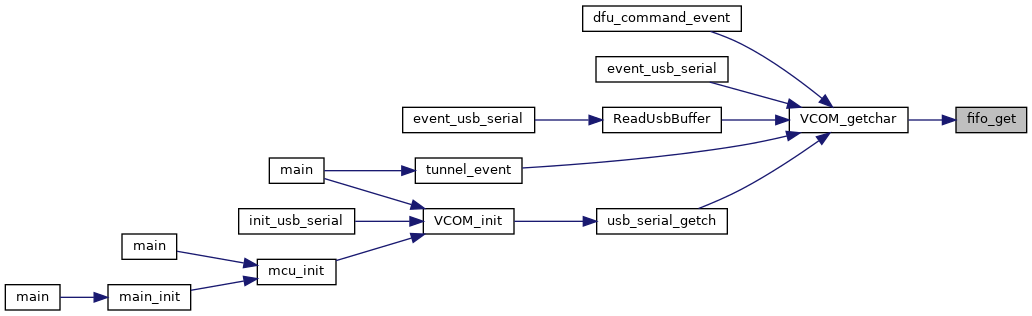 dfu_command_event
event_usb_serial
event_usb_serial
ReadUsbBuffer
VCOM_getchar
fifo_get
main
tunnel_event
init_usb_serial
VCOM_init
usb_serial_getch
main
mcu_init
main
main_init